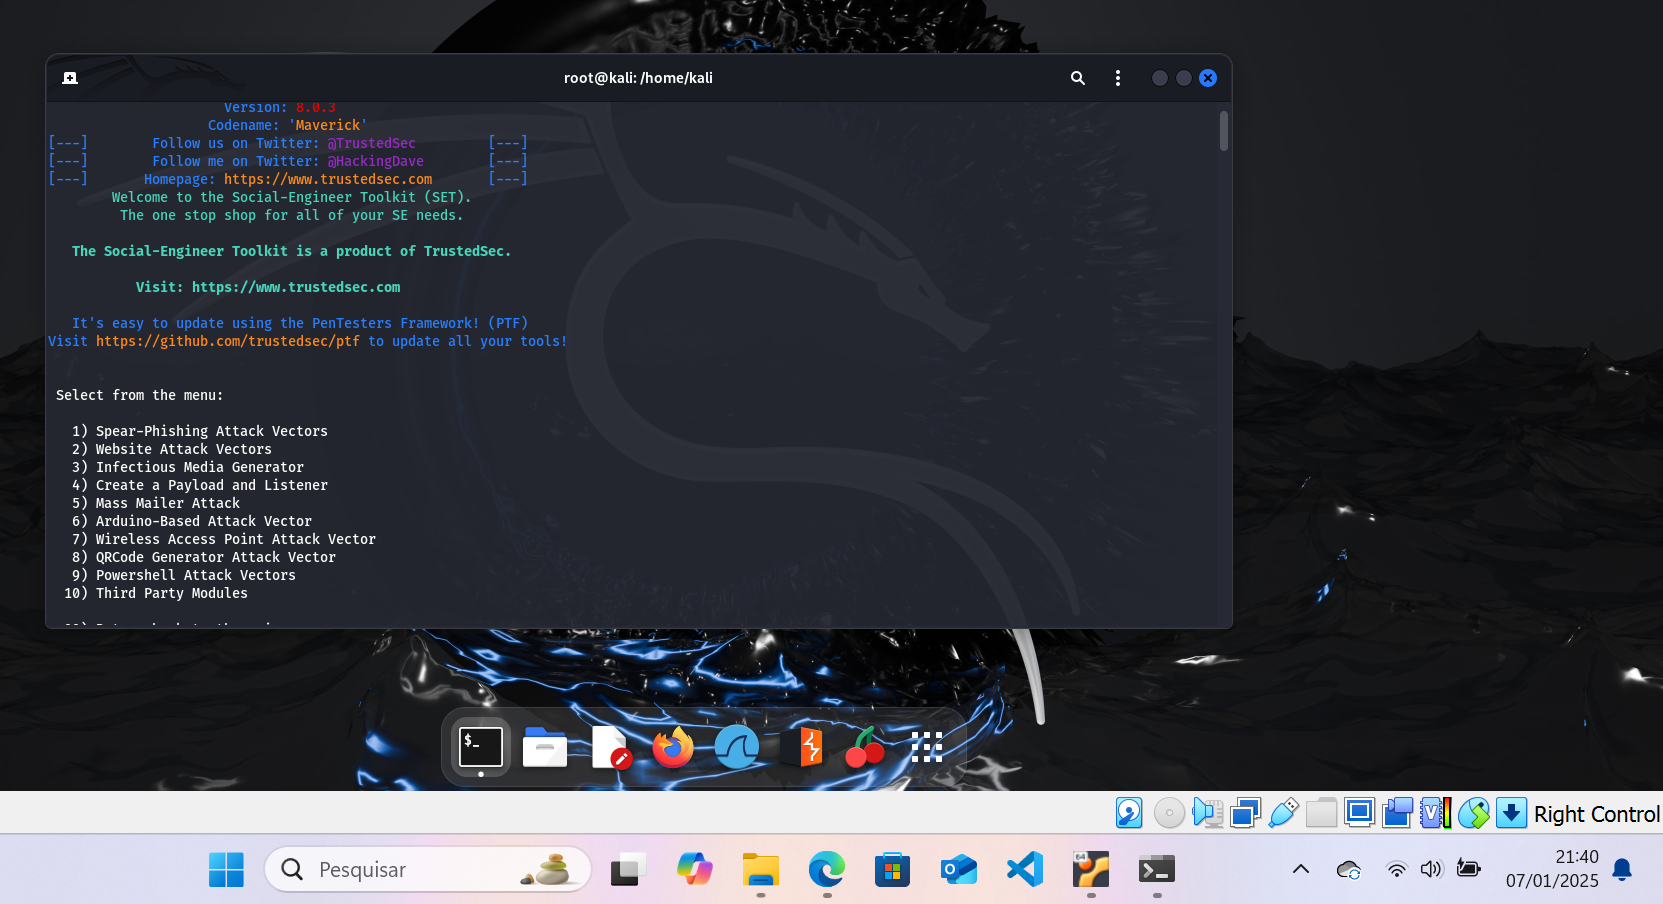 root@kali: /home/kali
Version: 8.0.3
Codename: 'Maverick'
[---] Follow us on Twitter: @TrustedSec [---]
[---] Follow me on Twitter: @HackingDave [---]
[---] Homepage: https://www.trustedsec.com [---]
Welcome to the Social-Engineer Toolkit (SET).
The one stop shop for all of your SE needs.
The Social-Engineer Toolkit is a product of TrustedSec.
Visit: https://www.trustedsec.com
It's easy to update using the PenTesters Framework! (PTF)
Visit https://github.com/trustedsec/ptf to update all your tools!
Select from the menu:
1) Spear-Phishing Attack Vectors
2) Website Attack Vectors
3) Infectious Media Generator
4) Create a Payload and Listener
5) Mass Mailer Attack
6) Arduino-Based Attack Vector
7) Wireless Access Point Attack Vector
8) QRCode Generator Attack Vector
9) Powershell Attack Vectors
10) Third Party Modules
$_
Right Control
Pesquisar
21:40
07/01/2025